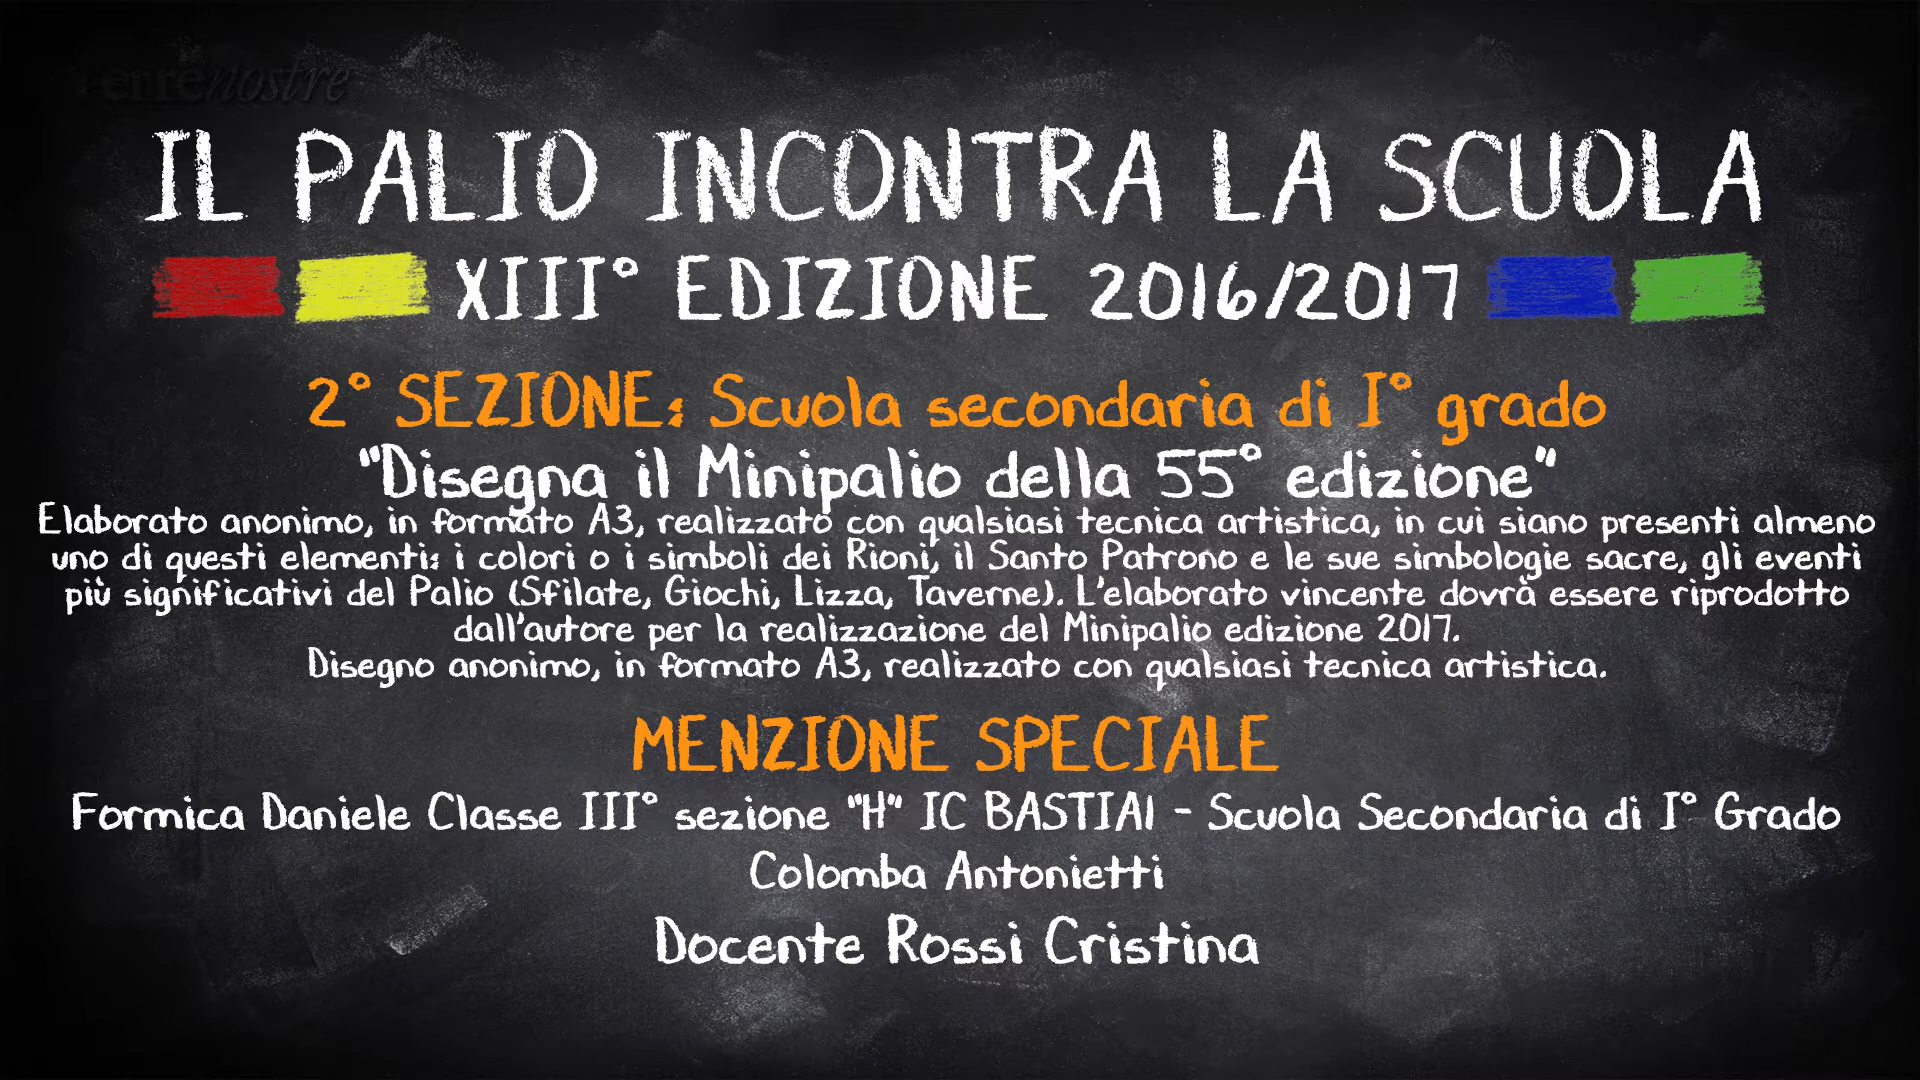 Terrenostre
IL PALIO INCONTRA LA SCUOLA
XIII° EDIZIONE 2016/2017
2° SEZIONE: Scuola secondaria di I° grado
"Disegna il Minipalio della 55° edizione"
Elaborato anonimo, in formato A3, realizzato con qualsiasi tecnica artistica, in cui siano presenti almeno
uno di questi elementi: i colori o i simboli dei Rioni, il Santo Patrono e le sue simbologie sacre, gli eventi
più significativi del Palio (Sfilate, Giochi, Lizza, Taverne). L'elaborato vincente dovrà essere riprodotto
dall'autore per la realizzazione del Minipalio edizione 2017.
Disegno anonimo, in formato A3, realizzato con qualsiasi tecnica artistica.
MENZIONE SPECIALE
Formica Daniele Classe III° sezione "H" IC BASTIA1 - Scuola Secondaria di I° Grado
Colomba Antonietti
Docente Rossi Cristina